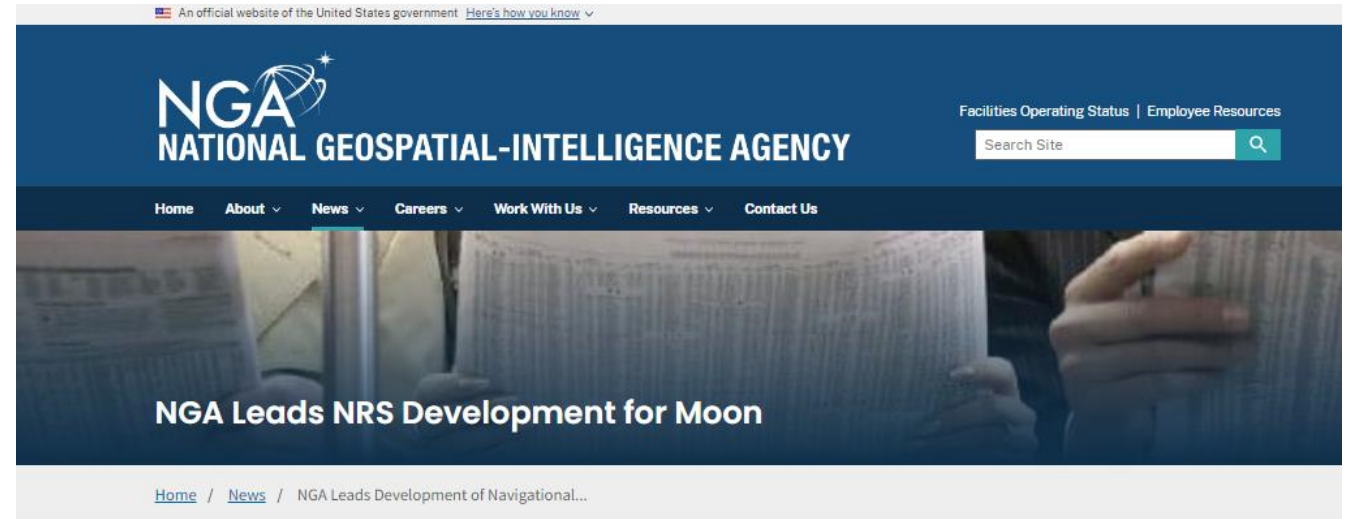 An official website of the United States government Here's how you know
NGA
NATIONAL GEOSPATIAL-INTELLIGENCE AGENCY
Facilities Operating Status | Employee Resources
Search Site
Home About News Careers Work With Us Resources Contact Us
NGA Leads NRS Development for Moon
Home / News / NGA Leads Development of Navigational...